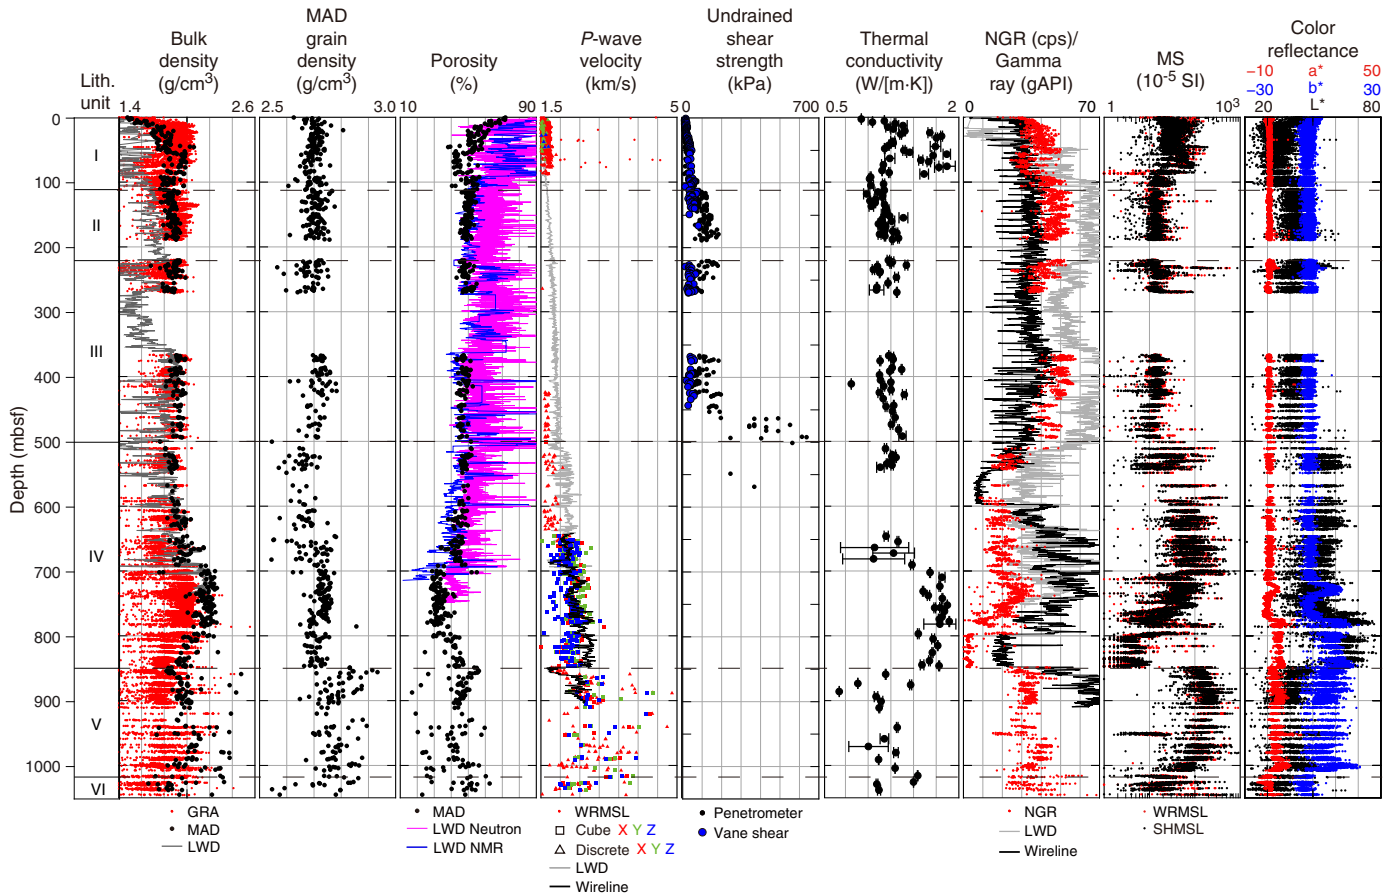 Lith.
unit
Bulk
density
(g/cm3)
1.4 2.6
MAD
grain
density
(g/cm3)
2.5 3.0
Porosity
(%)
10 90
P-wave
velocity
(km/s)
1.5 5
Undrained
shear
strength
(kPa)
0 700
Thermal
conductivity
(W/[m·K])
0.5 2
NGR (cps)/
Gamma
ray (gAPI)
0 70
MS
(10-5 SI)
1 103
Color
reflectance
-10 a* 50
-30 b* 30
20 L* 80
Depth (mbsf)
0
100
200
300
400
500
600
700
800
900
1000
I
II
III
IV
V
VI
GRA
MAD
LWD
MAD
LWD Neutron
LWD NMR
WRMSL
Cube X Y Z
Discrete X Y Z
LWD
Wireline
Penetrometer
Vane shear
NGR
LWD
Wireline
WRMSL
SHMSL